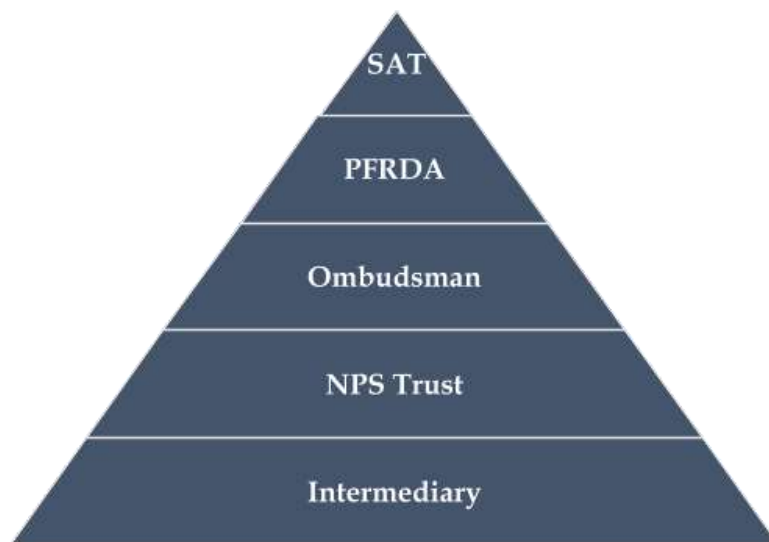 SAT
PFRDA
Ombudsman
NPS Trust
Intermediary